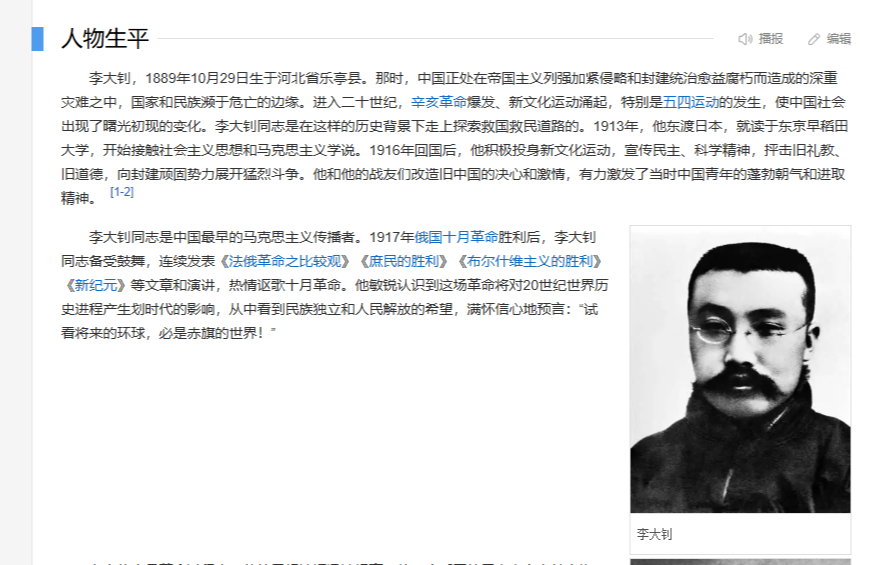 人物生平
播报
编辑
李大钊，1889年10月29日生于河北省乐亭县。那时，中国正处在帝国主义列强加紧侵略和封建统治愈益腐朽而造成的深重
灾难之中，国家和民族濒于危亡的边缘。进入二十世纪，辛亥革命爆发、新文化运动涌起，特别是五四运动的发生，使中国社会
出现了曙光初现的变化。李大钊同志是在这样的历史背景下走上探索救国救民道路的。1913年，他东渡日本，就读于东京早稻田
大学，开始接触社会主义思想和马克思主义学说。1916年回国后，他积极投身新文化运动，宣传民主、科学精神，抨击旧礼教、
旧道德，向封建顽固势力展开猛烈斗争。他和他的战友们改造旧中国的决心和激情，有力激发了当时中国青年的蓬勃朝气和进取
精神。 [1-2]
李大钊同志是中国最早的马克思主义传播者。1917年俄国十月革命胜利后，李大钊
同志备受鼓舞，连续发表《法俄革命之比较观》《庶民的胜利》《布尔什维主义的胜利》
《新纪元》等文章和演讲，热情讴歌十月革命。他敏锐认识到这场革命将对20世纪世界历
史进程产生划时代的影响，从中看到民族独立和人民解放的希望，满怀信心地预言：“试
看将来的环球，必是赤旗的世界！”
李大钊